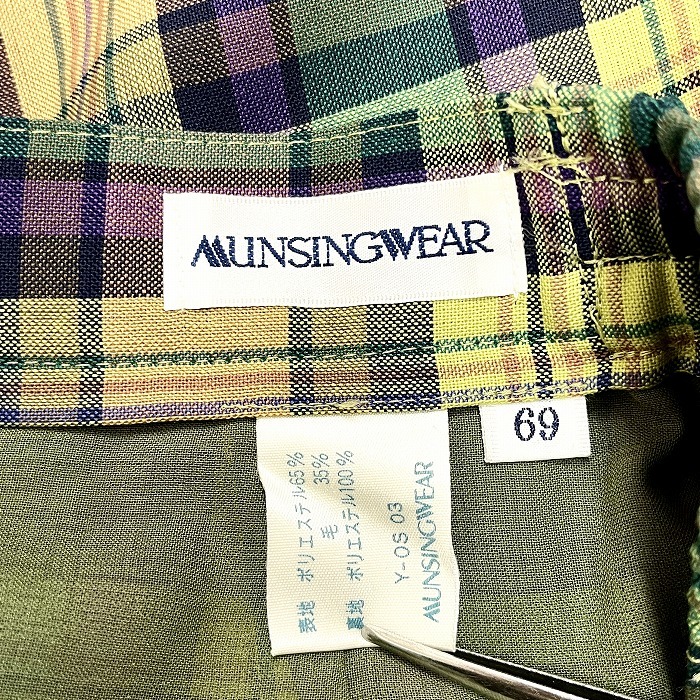 MUNSINGWEAR
69
表地 ポリエステル65%
毛 35%
裏地 ポリエステル100%
Y-OS 03
MUNSINGWEAR